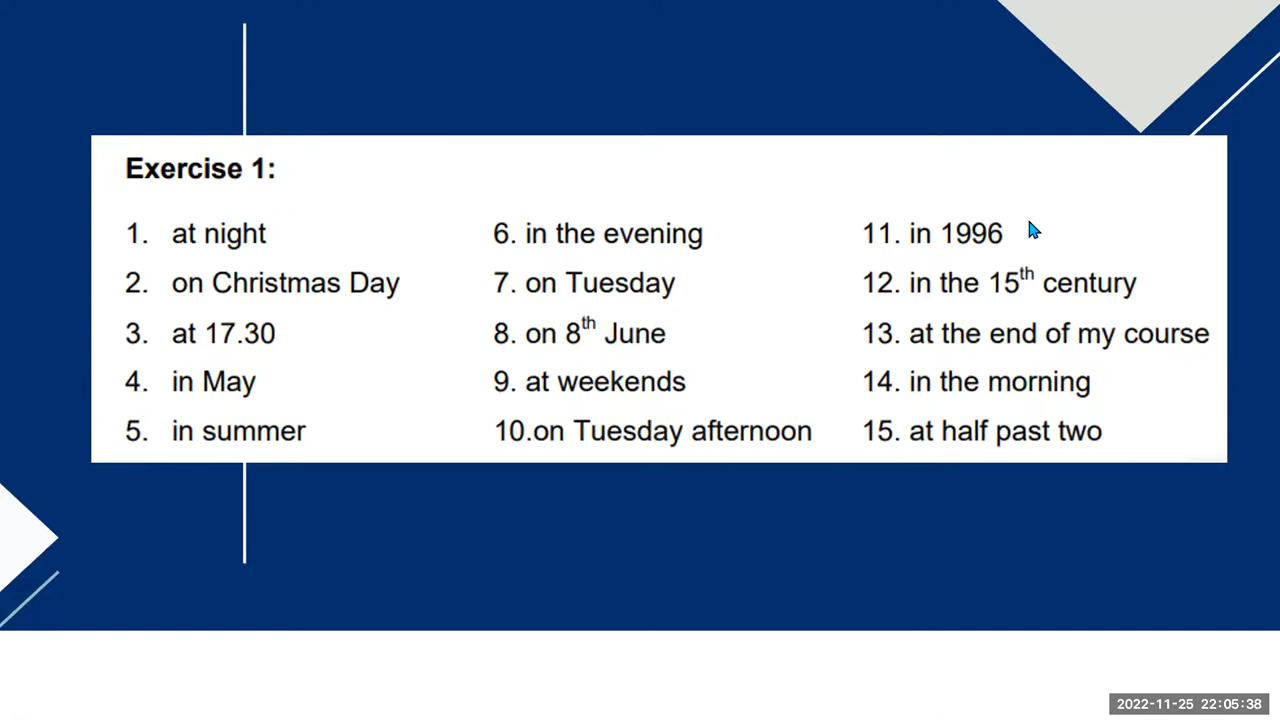 Exercise 1:
1. at night
2. on Christmas Day
3. at 17.30
4. in May
5. in summer
6. in the evening
7. on Tuesday
8. on 8th June
9. at weekends
10.on Tuesday afternoon
11. in 1996
12. in the 15th century
13. at the end of my course
14. in the morning
15. at half past two
2022-11-25 22:05:38